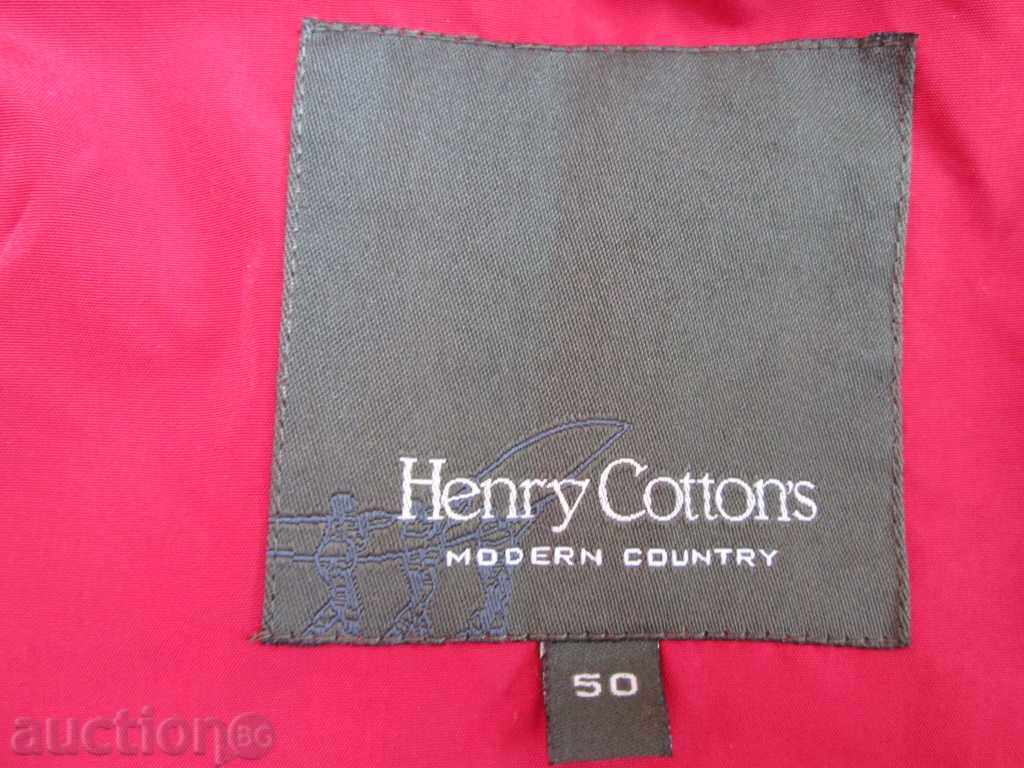 Henry Cotton's
MODERN COUNTRY
50
auctionBG